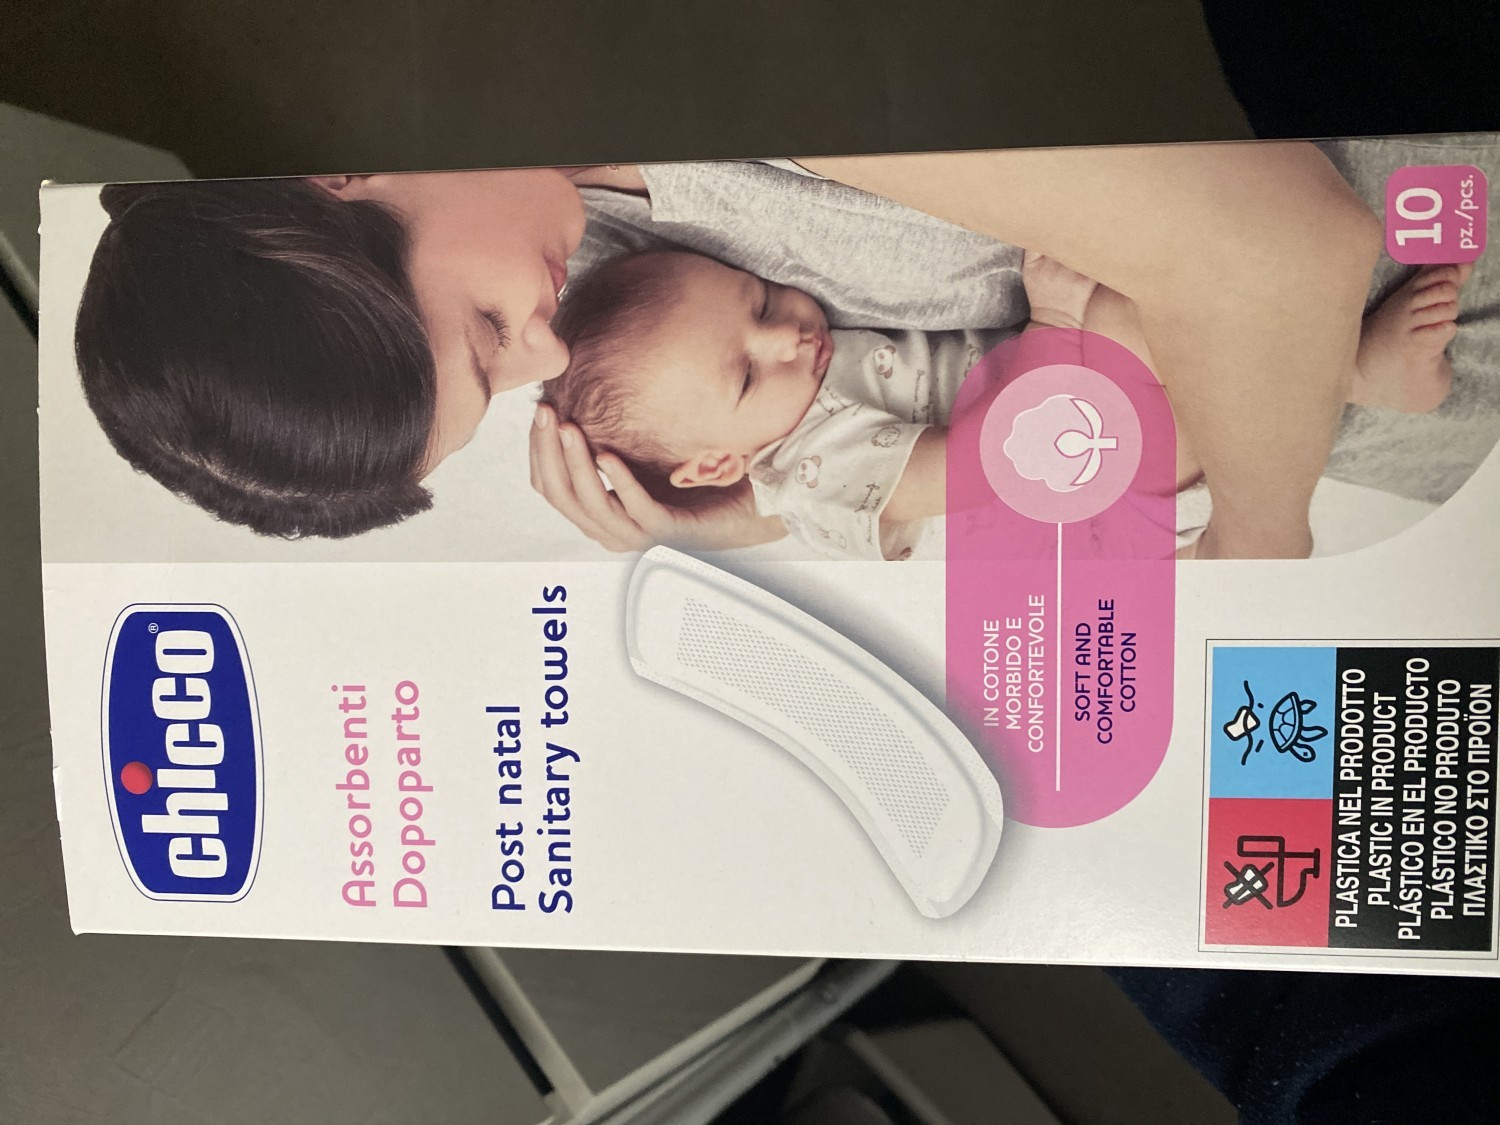 chicco®
Assorbenti
Dopoparto
Post natal
Sanitary towels
IN COTONE
MORBIDO E
CONFORTEVOLE
SOFT AND
COMFORTABLE
COTTON
10
pz./pcs.
PLASTICA NEL PRODOTTO
PLASTIC IN PRODUCT
PLÁSTICO EN EL PRODUCTO
PLÁSTICO NO PRODUTO
ΠΛΑΣΤΙΚΟ ΣΤΟ ΠΡΟΪΟΝ